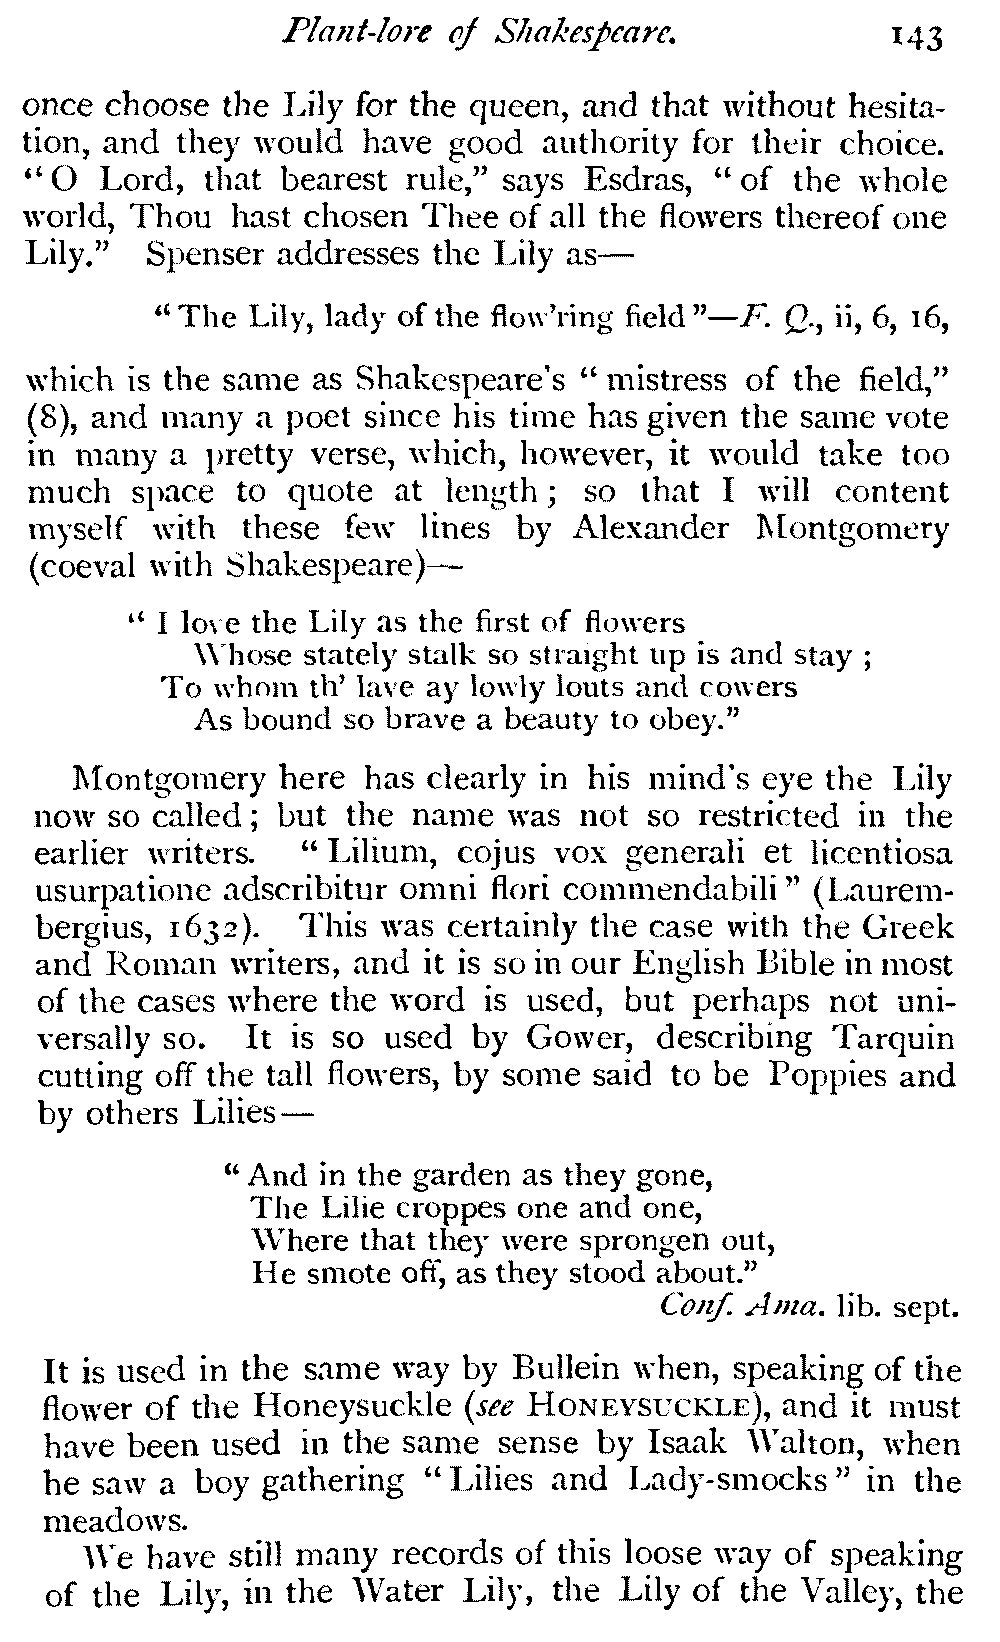 Plant-lore of Shakespeare. 143
once choose the Lily for the queen, and that without hesita-
tion, and they would have good authority for their choice.
“O Lord, that bearest rule,” says Esdras, “of the whole
world, Thou hast chosen Thee of all the flowers thereof one
Lily.” Spenser addresses the Lily as—
“The Lily, lady of the flow'ring field”—F. Q., ii, 6, 16,
which is the same as Shakespeare's “mistress of the field,”
(8), and many a poet since his time has given the same vote
in many a pretty verse, which, however, it would take too
much space to quote at length; so that I will content
myself with these few lines by Alexander Montgomery
(coeval with Shakespeare)—
“I love the Lily as the first of flowers
Whose stately stalk so straight up is and stay;
To whom th' lave ay lowly louts and cowers
As bound so brave a beauty to obey.”
Montgomery here has clearly in his mind's eye the Lily
now so called; but the name was not so restricted in the
earlier writers. “Lilium, cojus vox generali et licentiosa
usurpatione adscribitur omni flori commendabili” (Laurem-
bergius, 1632). This was certainly the case with the Greek
and Roman writers, and it is so in our English Bible in most
of the cases where the word is used, but perhaps not uni-
versally so. It is so used by Gower, describing Tarquin
cutting off the tall flowers, by some said to be Poppies and
by others Lilies—
“And in the garden as they gone,
The Lilie croppes one and one,
Where that they were sprongen out,
He smote off, as they stood about.”
Conf. Ama. lib. sept.
It is used in the same way by Bullein when, speaking of the
flower of the Honeysuckle (see HONEYSUCKLE), and it must
have been used in the same sense by Isaak Walton, when
he saw a boy gathering “Lilies and Lady-smocks” in the
meadows.
We have still many records of this loose way of speaking
of the Lily, in the Water Lily, the Lily of the Valley, the